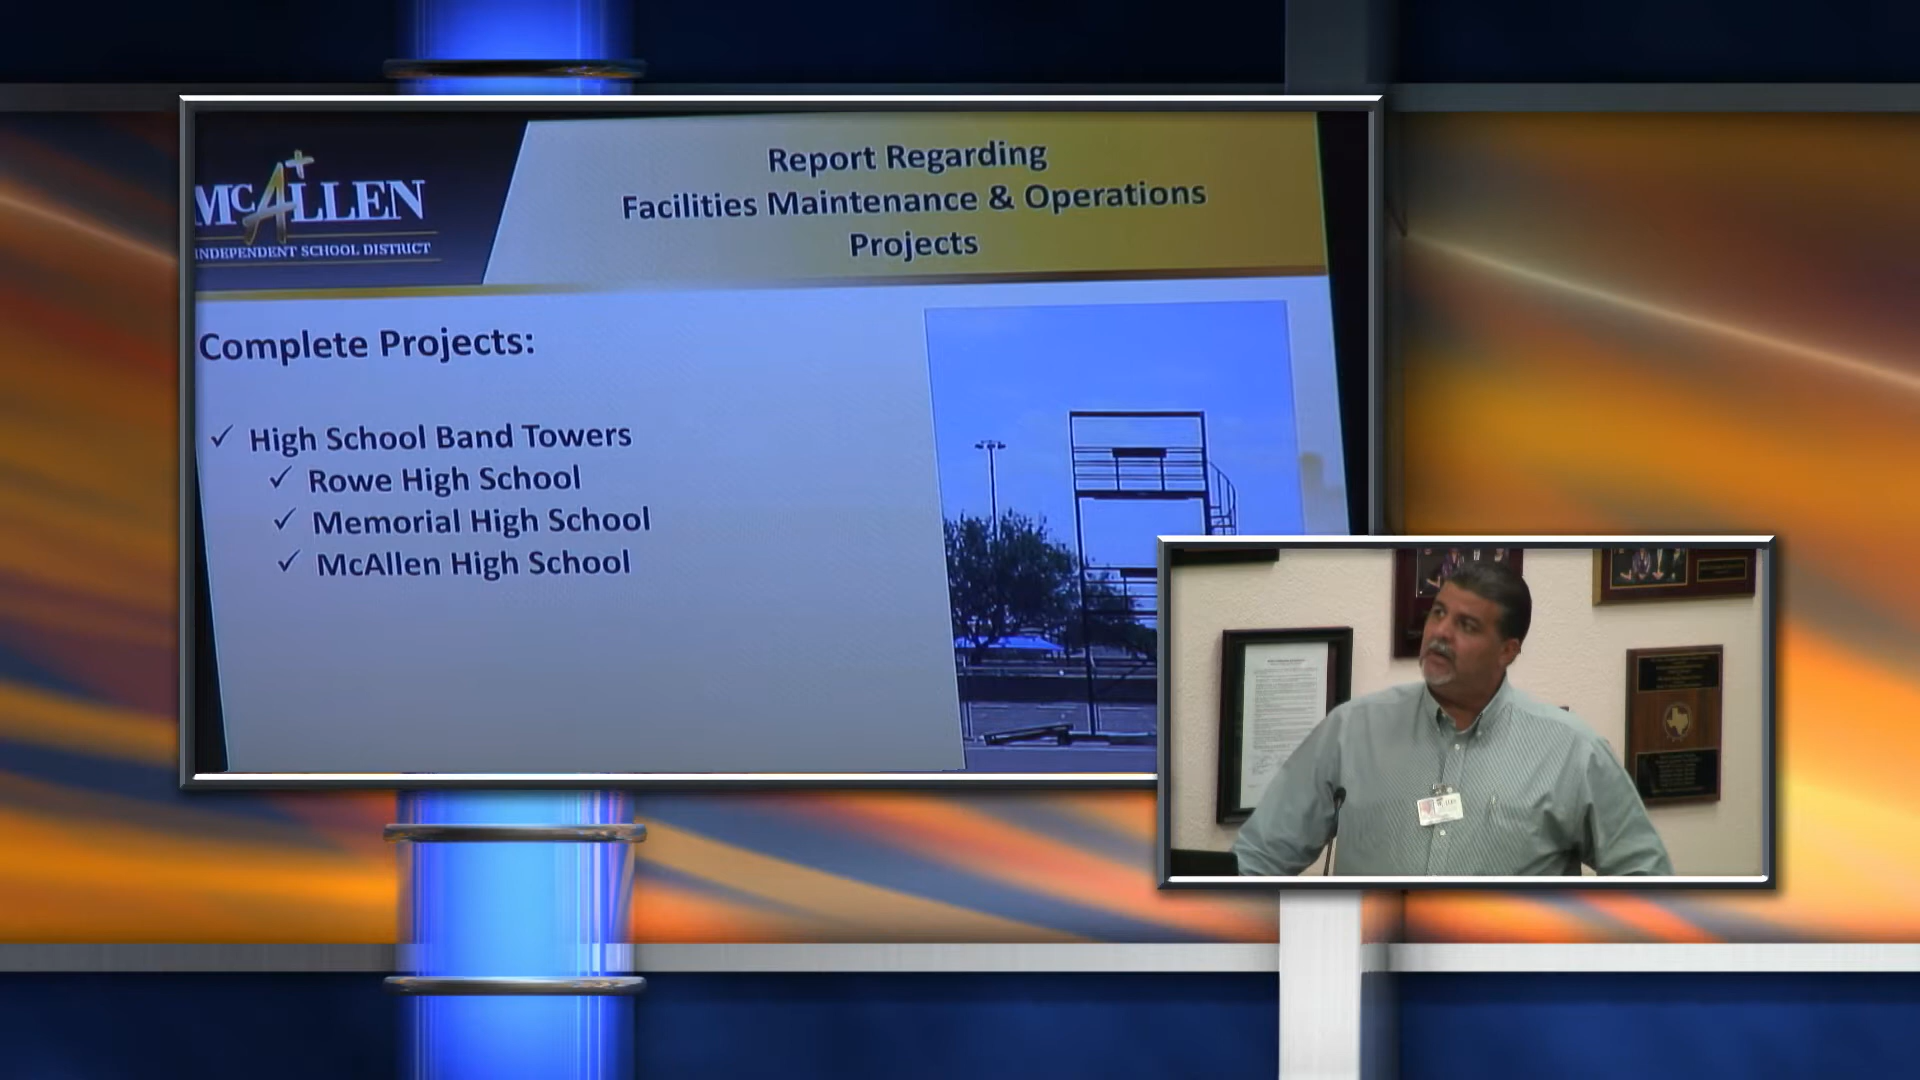 McALLEN
INDEPENDENT SCHOOL DISTRICT
Report Regarding
Facilities Maintenance & Operations
Projects
Complete Projects:
✓ High School Band Towers
✓ Rowe High School
✓ Memorial High School
✓ McAllen High School